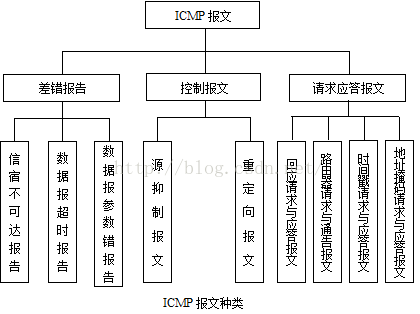 ICMP 报文
差错报告
控制报文
请求应答报文
信宿不可达报告
数据报超时报告
数据报参数错报告
源抑制报文
重定向报文
回应请求与应答报文
路由器请求与通告报文
时间戳请求与应答报文
地址掩码请求与应答报文
http://blog.csdn.net/
ICMP 报文种类